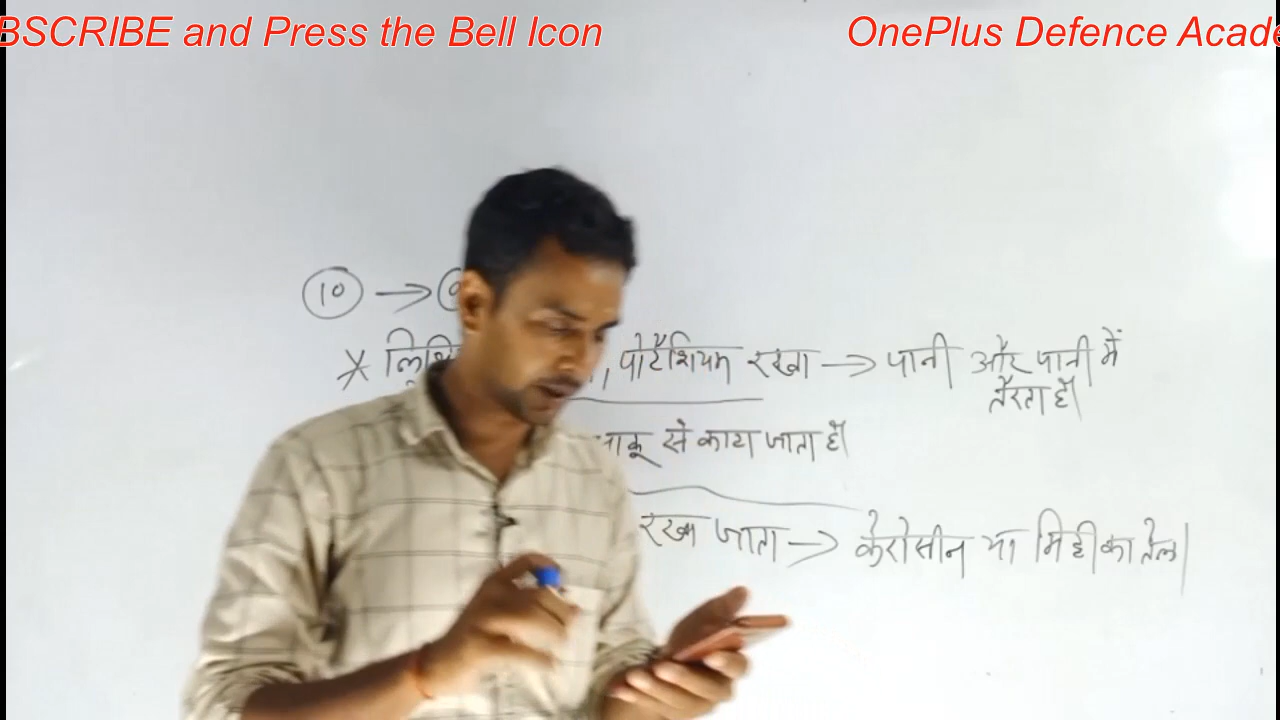 BSCRIBE and Press the Bell Icon
OnePlus Defence Acade
10 →
* लिथि , पोटैशियम रखा → पानी और पानी में
तैरता है।
ाकू से काटा जाता है।
रखा जाता → केरोसीन या मिट्टी का तेल।